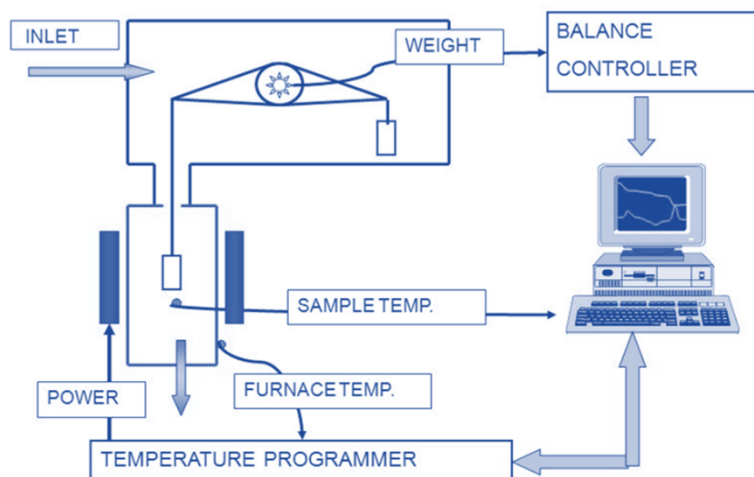 INLET
WEIGHT
BALANCE
CONTROLLER
SAMPLE TEMP.
FURNACE TEMP.
POWER
TEMPERATURE PROGRAMMER